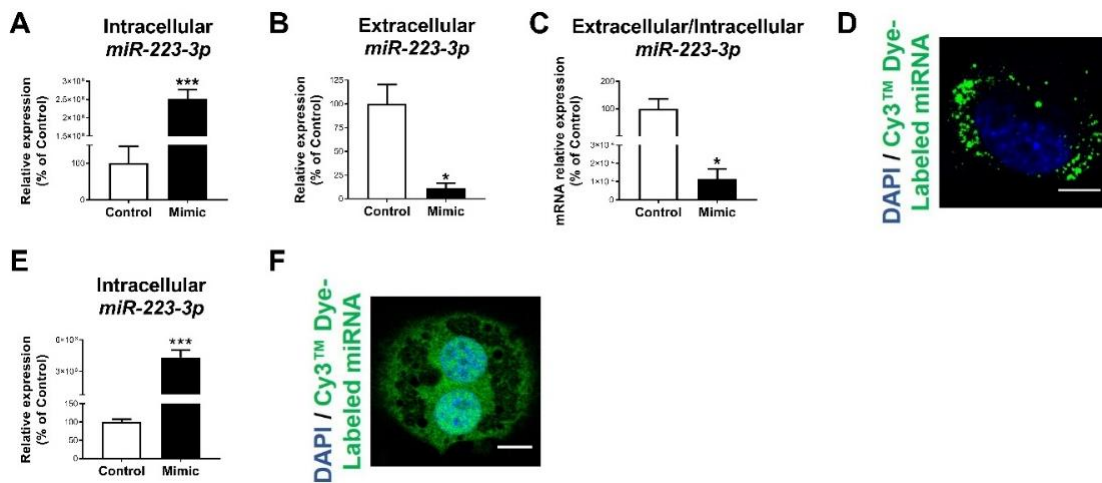 A
Intracellular
miR-223-3p
Relative expression
(% of Control)
100
0
***
Control
Mimic
B
Extracellular
miR-223-3p
Relative expression
(% of Control)
125
100
75
50
25
0
*
Control
Mimic
C
Extracellular/Intracellular
miR-223-3p
mRNA relative expression
(% of Control)
200
100
0
*
Control
Mimic
D
DAPI / Cy3™ Dye-
Labeled miRNA
E
Intracellular
miR-223-3p
Relative expression
(% of Control)
150
100
50
0
***
Control
Mimic
F
DAPI / Cy3™ Dye-
Labeled miRNA